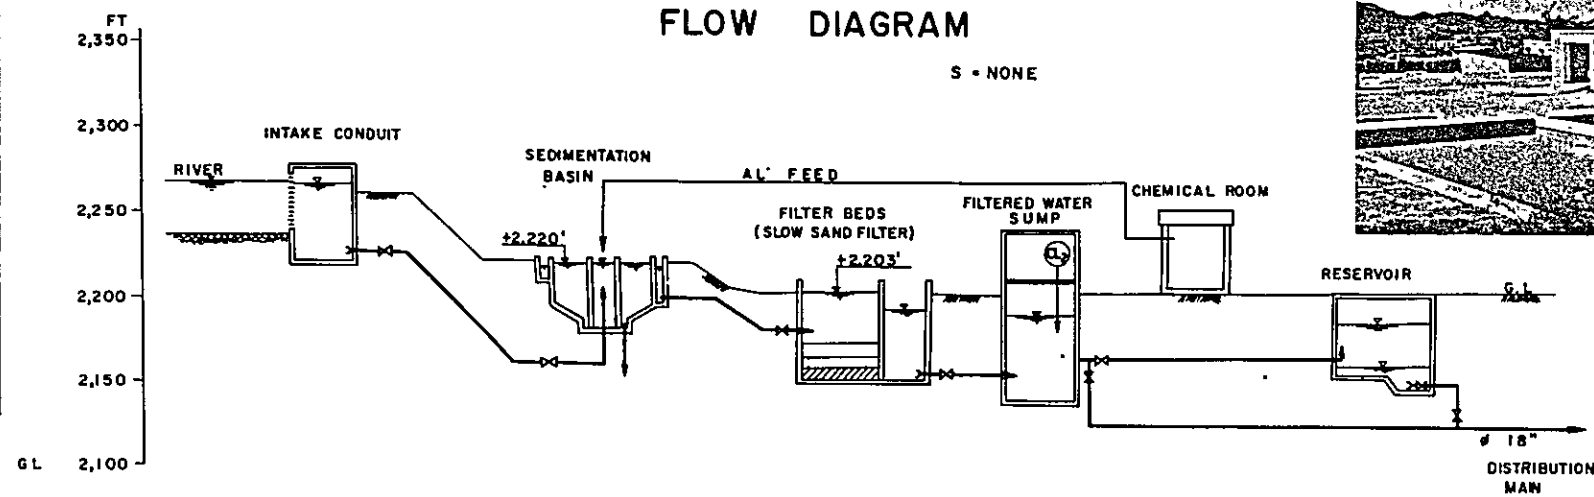 FLOW DIAGRAM
S = NONE
FT
2,350
2,300
2,250
2,200
2,150
GL 2,100
RIVER
INTAKE CONDUIT
SEDIMENTATION
BASIN
+2.220'
AL' FEED
FILTER BEDS
(SLOW SAND FILTER)
+2.203'
FILTERED WATER
SUMP
CL2
CHEMICAL ROOM
RESERVOIR
G.L
ø 18"
DISTRIBUTION
MAIN